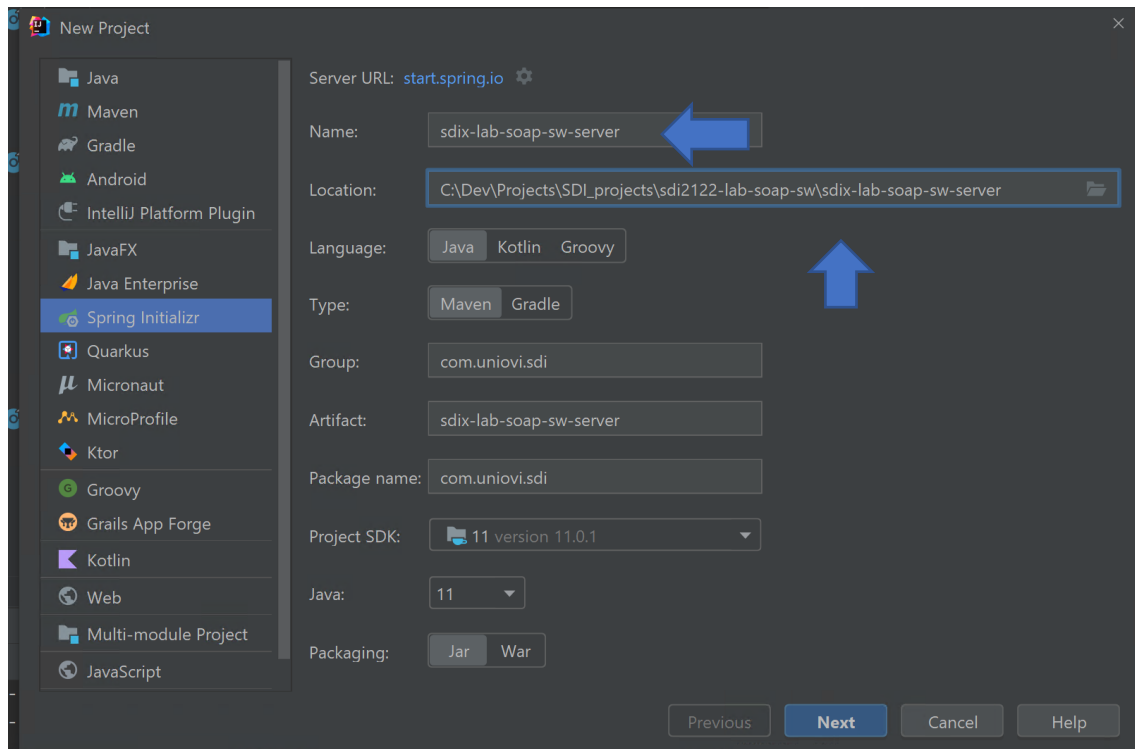 New Project
Java
Maven
Gradle
Android
IntelliJ Platform Plugin
JavaFX
Java Enterprise
Spring Initializr
Quarkus
Micronaut
MicroProfile
Ktor
Groovy
Grails App Forge
Kotlin
Web
Multi-module Project
JavaScript
Server URL: start.spring.io
Name: sdix-lab-soap-sw-server
Location: C:\Dev\Projects\SDI_projects\sdi2122-lab-soap-sw\sdix-lab-soap-sw-server
Language: Java Kotlin Groovy
Type: Maven Gradle
Group: com.uniovi.sdi
Artifact: sdix-lab-soap-sw-server
Package name: com.uniovi.sdi
Project SDK: 11 version 11.0.1
Java: 11
Packaging: Jar War
Previous Next Cancel Help